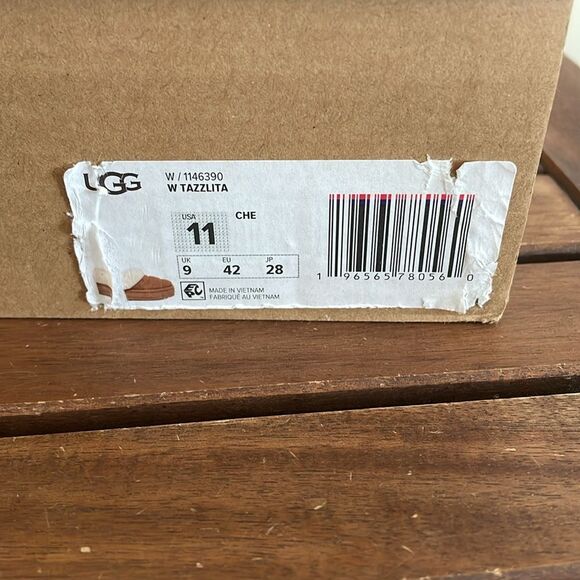 UGG
W / 1146390
W TAZZLITA
USA
11
CHE
UK EU JP
9 42 28
MADE IN VIETNAM
FABRIQUÉ AU VIETNAM
1 96565 78056 0